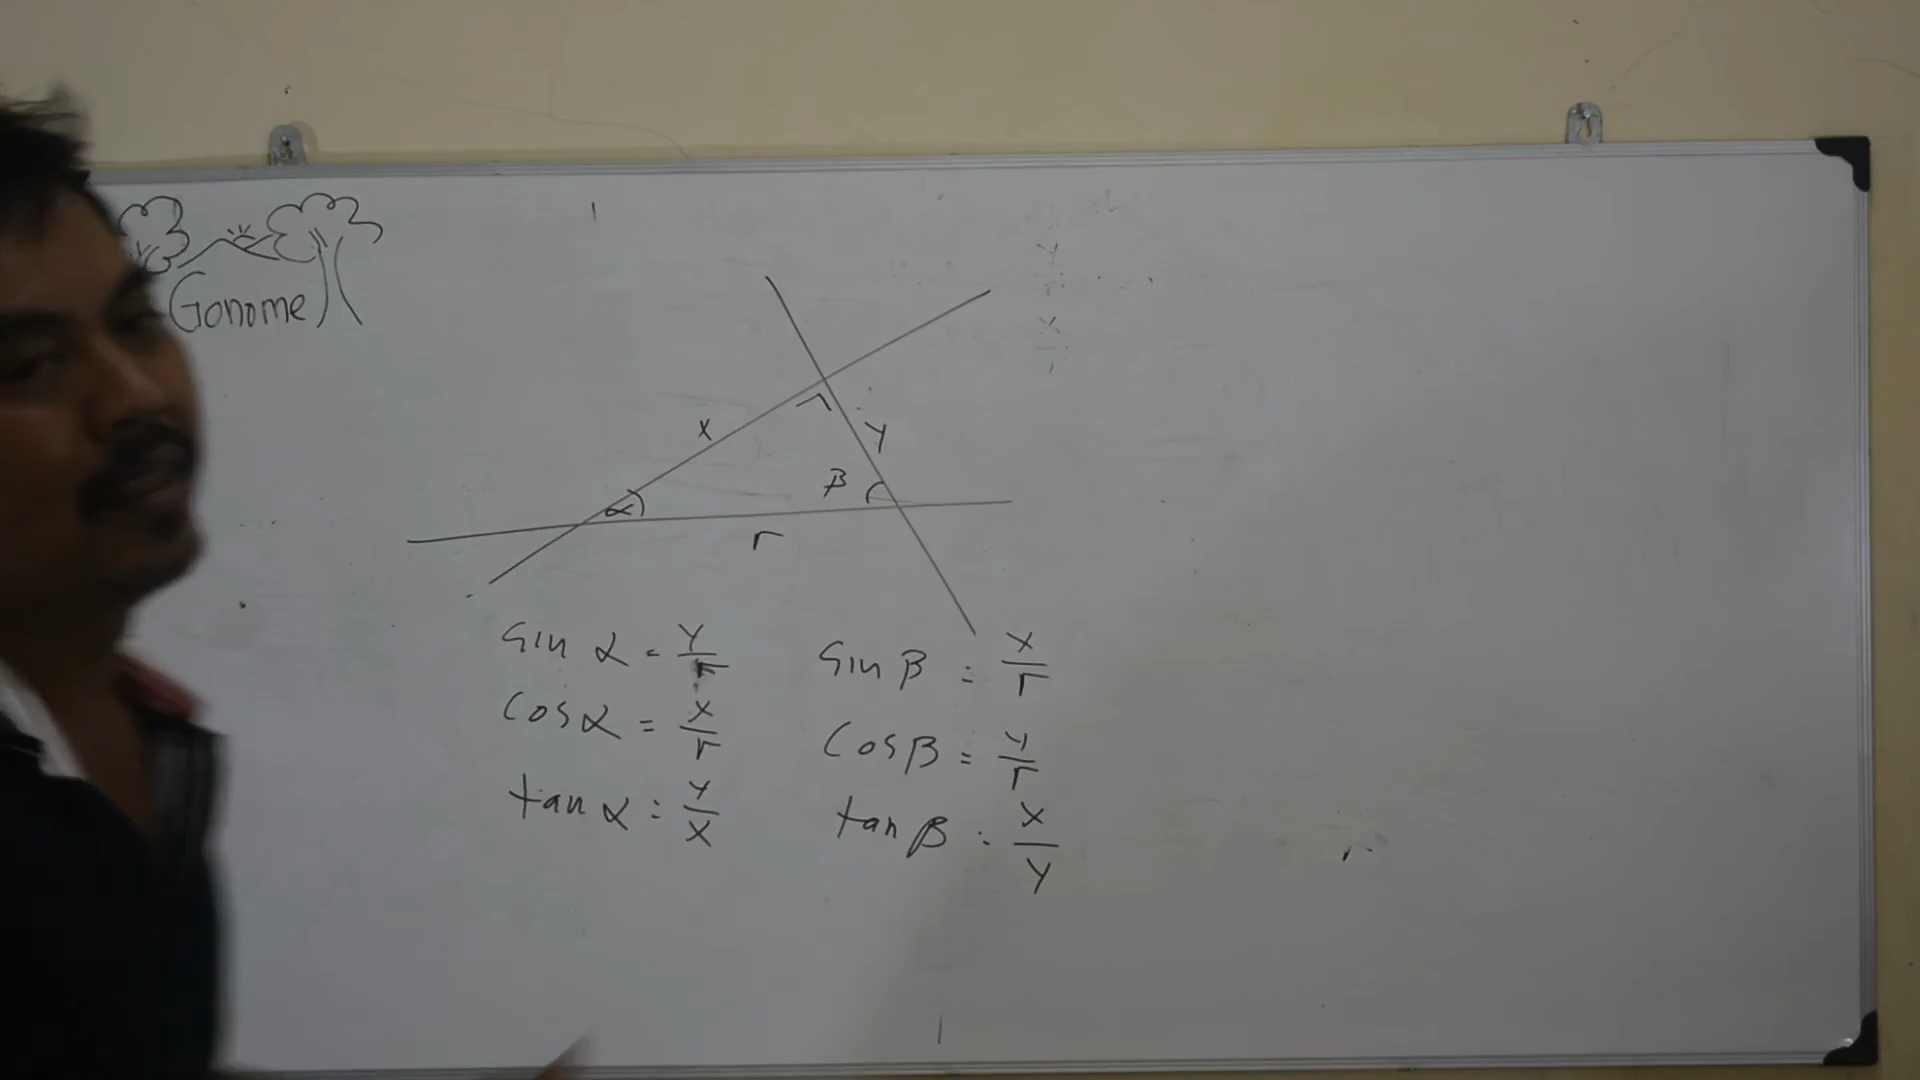 Gonome
x
y
β
α
r
Sin α = y/r
Cos α = x/r
tan α = y/x
Sin β = x/r
Cos β = y/r
tan β = x/y